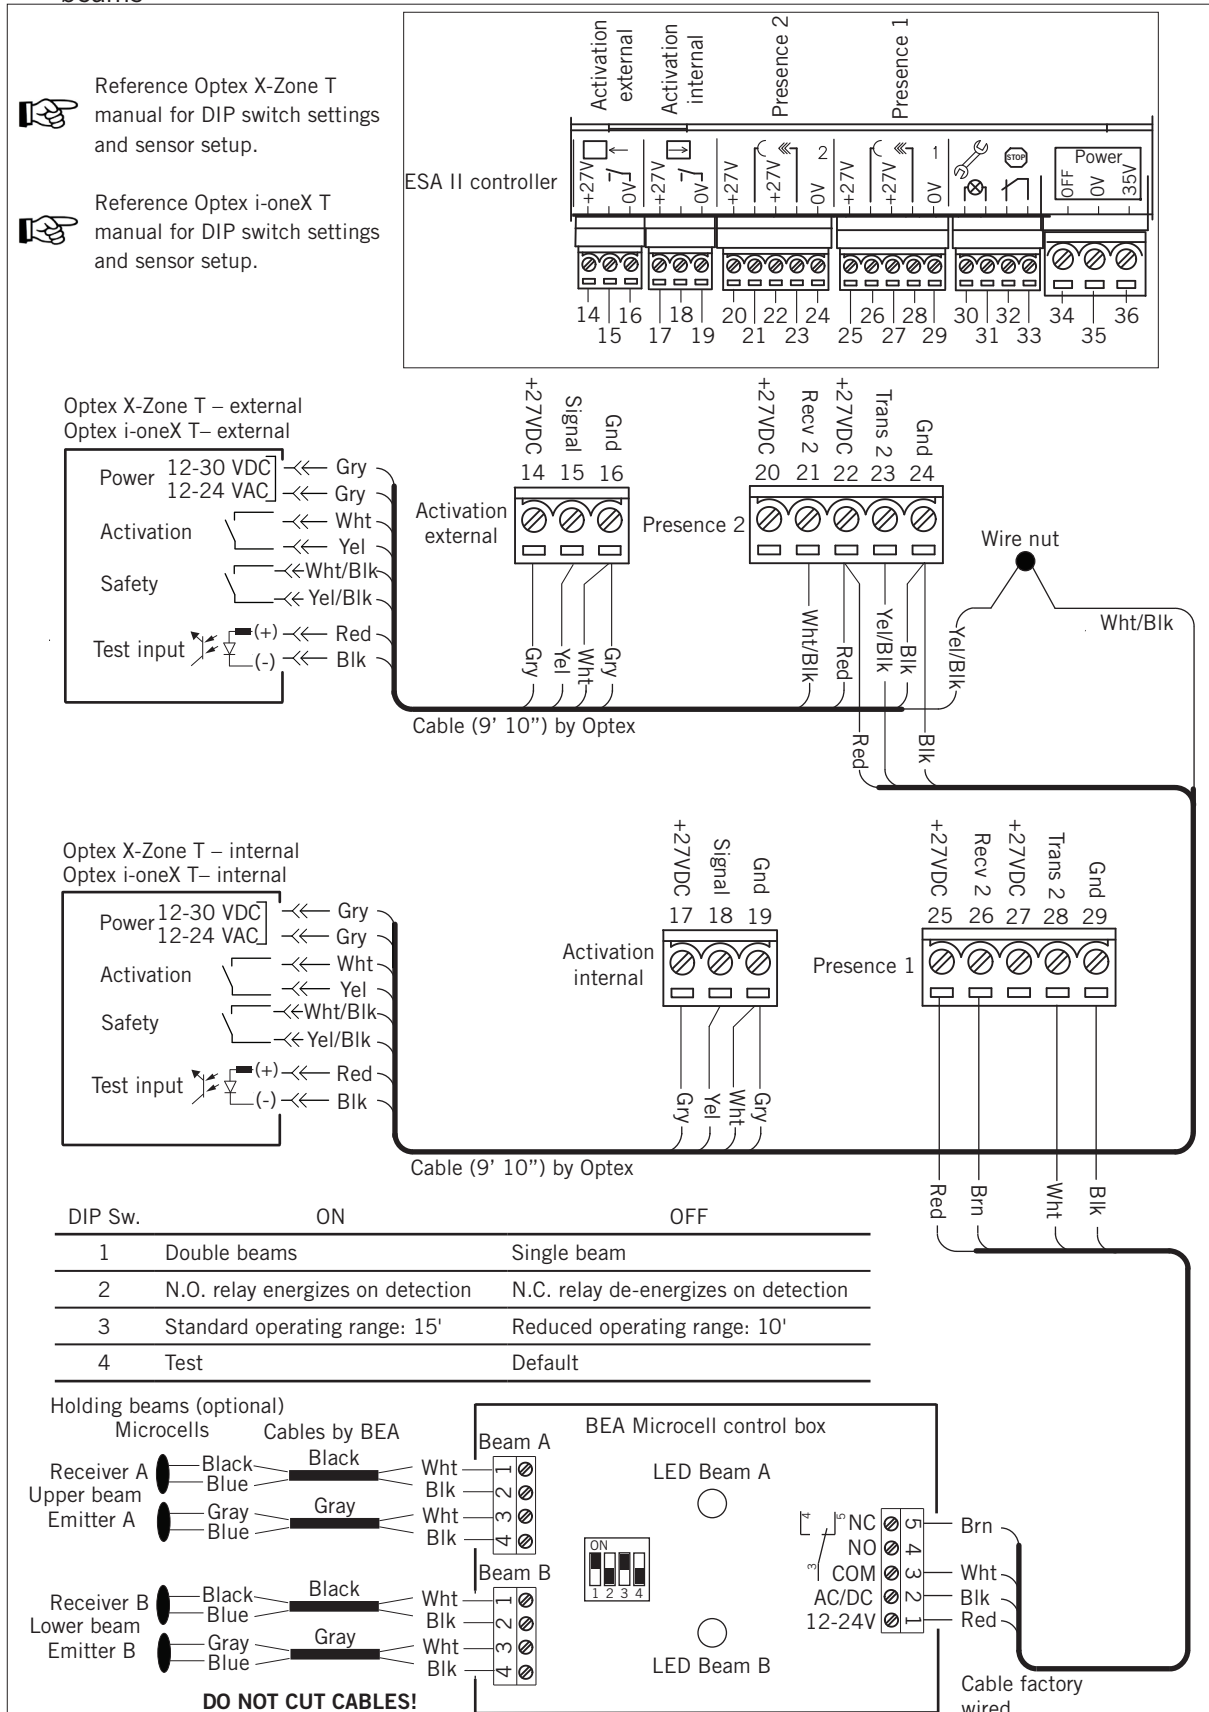 beams
Reference Optex X-Zone T
manual for DIP switch settings
and sensor setup.
Reference Optex i-oneX T
manual for DIP switch settings
and sensor setup.
Activation
external
Activation
internal
Presence 2
Presence 1
ESA II controller
+27V
0V
+27V
0V
+27V
+27V
2
0V
+27V
+27V
1
0V
STOP
Power
OFF
0V
35V
14 16 18 20 22 24 26 28 30 32 34 36
15 17 19 21 23 25 27 29 31 33 35
Optex X-Zone T – external
Optex i-oneX T– external
Power
12-30 VDC
12-24 VAC
Gry
Gry
Activation
Wht
Yel
Safety
Wht/Blk
Yel/Blk
Test input
(+)
Red
(-)
Blk
Activation
external
+27VDC
Signal
Gnd
14 15 16
Gry
Yel
Wht
Gry
Presence 2
+27VDC
Recv 2
+27VDC
Trans 2
Gnd
20 21 22 23 24
Wht/Blk
Red
Yel/Blk
Blk
Yel/Blk
Wire nut
Wht/Blk
Cable (9' 10”) by Optex
Red
Blk
Optex X-Zone T – internal
Optex i-oneX T– internal
Power
12-30 VDC
12-24 VAC
Gry
Gry
Activation
Wht
Yel
Safety
Wht/Blk
Yel/Blk
Test input
(+)
Red
(-)
Blk
Activation
internal
+27VDC
Signal
Gnd
17 18 19
Gry
Yel
Wht
Gry
Presence 1
+27VDC
Recv 2
+27VDC
Trans 2
Gnd
25 26 27 28 29
Cable (9' 10”) by Optex
Red
Brn
Wht
Blk
DIP Sw. ON OFF
1 Double beams Single beam
2 N.O. relay energizes on detection N.C. relay de-energizes on detection
3 Standard operating range: 15' Reduced operating range: 10'
4 Test Default
Holding beams (optional)
Microcells
Cables by BEA
Receiver A
Upper beam
Emitter A
Black
Blue
Gray
Blue
Black
Gray
Wht
Blk
Wht
Blk
Beam A
1
2
3
4
Receiver B
Lower beam
Emitter B
Black
Blue
Gray
Blue
Black
Gray
Wht
Blk
Wht
Blk
Beam B
1
2
3
4
DO NOT CUT CABLES!
BEA Microcell control box
LED Beam A
ON
1 2 3 4
LED Beam B
4
5
3
NC 5 Brn
NO 4
COM 3 Wht
AC/DC 2 Blk
12-24V 1 Red
Cable factory
wired